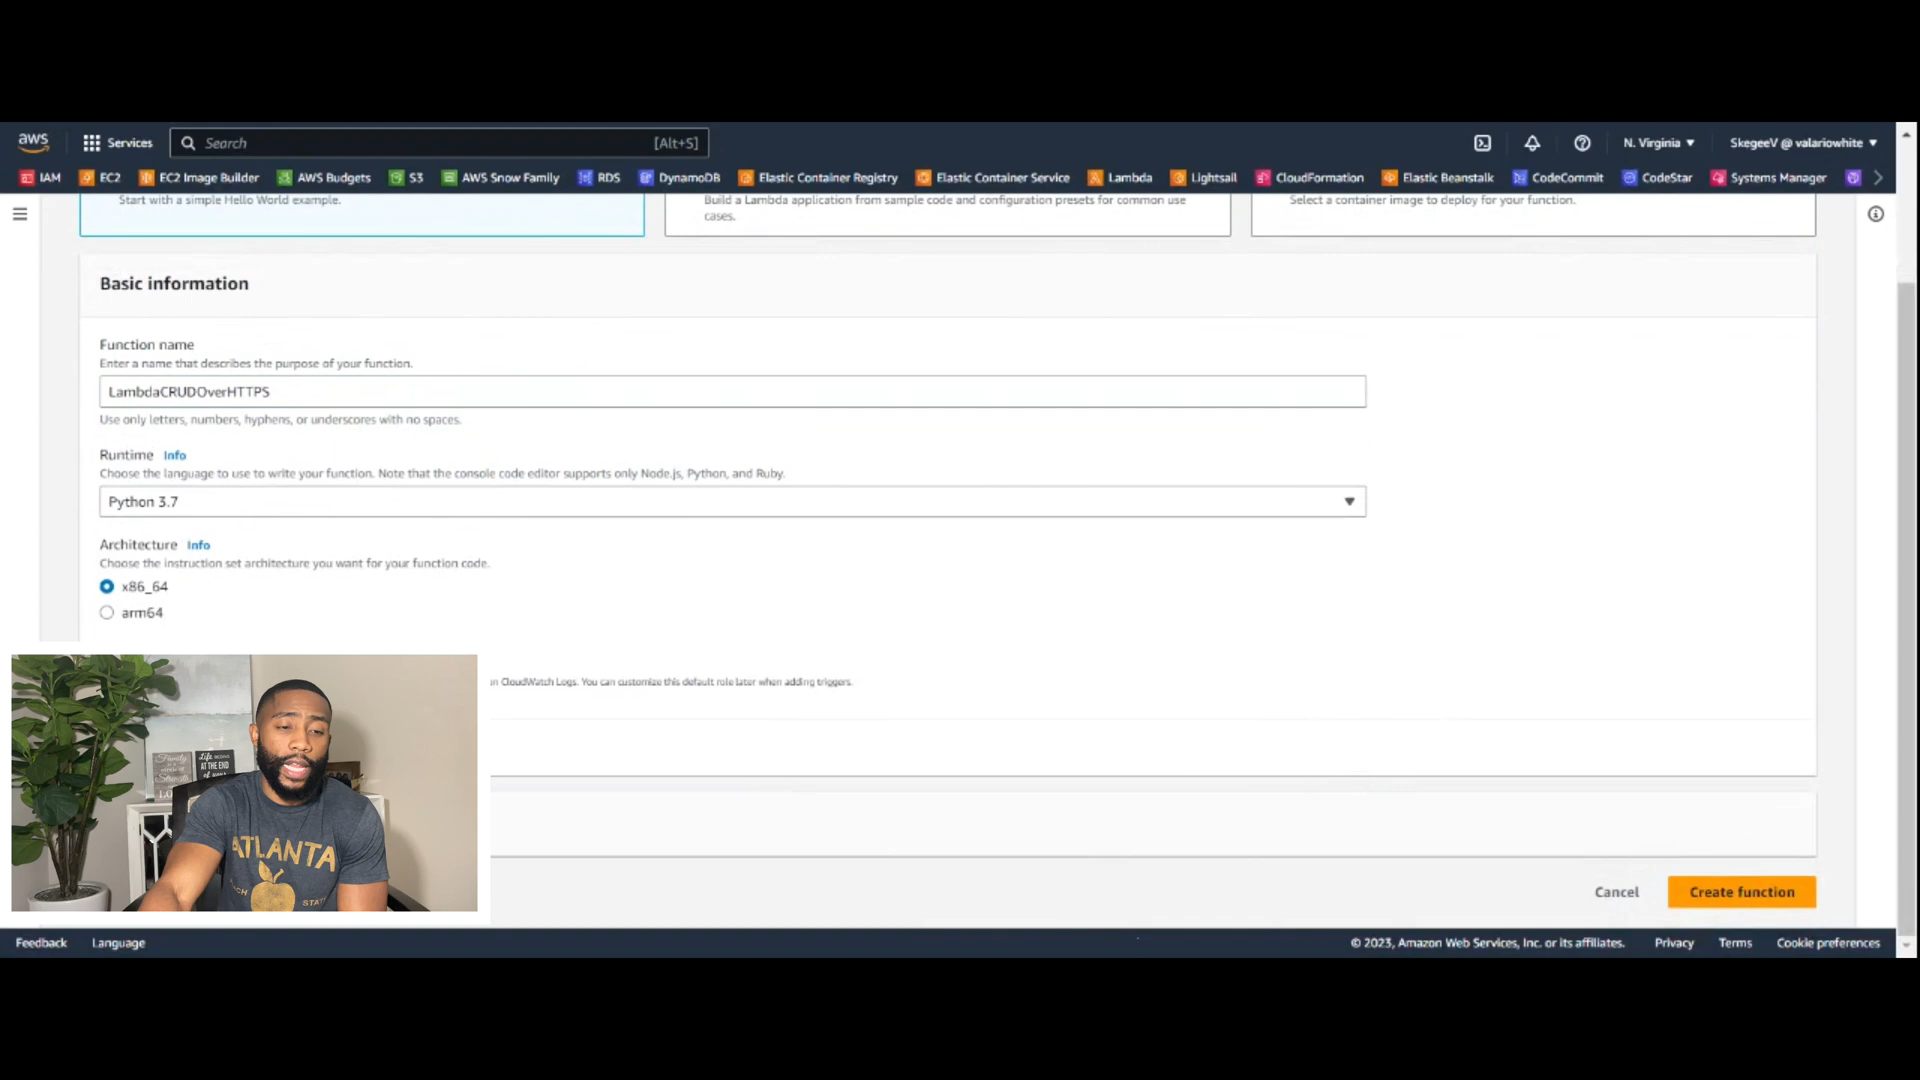 aws
Services
Search
[Alt+S]
N. Virginia
SkegeeV @ valariowhite
IAM
EC2
EC2 Image Builder
AWS Budgets
S3
AWS Snow Family
RDS
DynamoDB
Elastic Container Registry
Elastic Container Service
Lambda
Lightsail
CloudFormation
Elastic Beanstalk
CodeCommit
CodeStar
Systems Manager
Start with a simple Hello World example.
Build a Lambda application from sample code and configuration presets for common use
cases.
Select a container image to deploy for your function.
Basic information
Function name
Enter a name that describes the purpose of your function.
LambdaCRUDOverHTTPS
Use only letters, numbers, hyphens, or underscores with no spaces.
Runtime Info
Choose the language to use to write your function. Note that the console code editor supports only Node.js, Python, and Ruby.
Python 3.7
Architecture Info
Choose the instruction set architecture you want for your function code.
x86_64
arm64
CloudWatch Logs. You can customize this default role later when adding triggers.
Family
Life
AT THE END
of your
ATLANTA
STAT
Cancel
Create function
Feedback
Language
© 2023, Amazon Web Services, Inc. or its affiliates.
Privacy
Terms
Cookie preferences